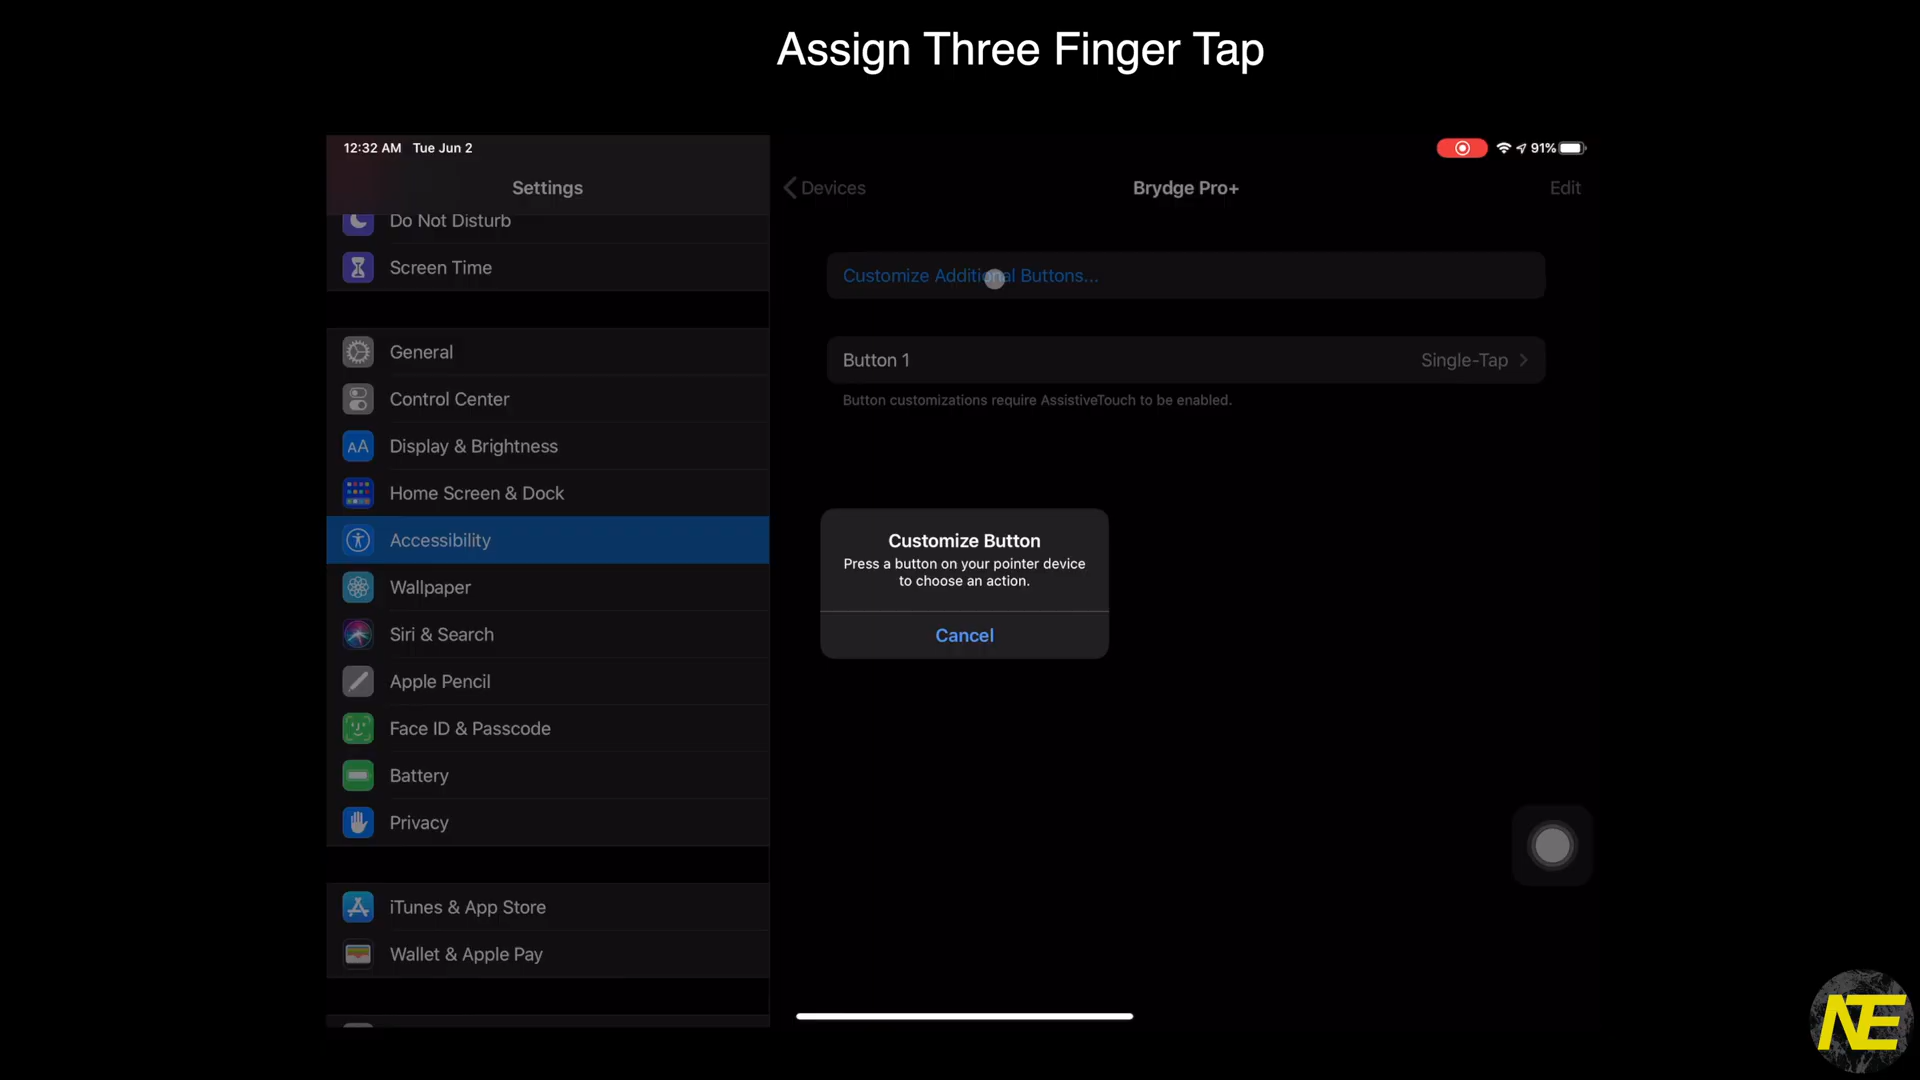 Assign Three Finger Tap
12:32 AM Tue Jun 2
91%
Settings
Devices
Brydge Pro+
Edit
Do Not Disturb
Screen Time
Customize Additional Buttons...
General
Button 1
Single-Tap
Control Center
Button customizations require AssistiveTouch to be enabled.
AA
Display & Brightness
Home Screen & Dock
Accessibility
Customize Button
Press a button on your pointer device
to choose an action.
Cancel
Wallpaper
Siri & Search
Apple Pencil
Face ID & Passcode
Battery
Privacy
iTunes & App Store
Wallet & Apple Pay
NE